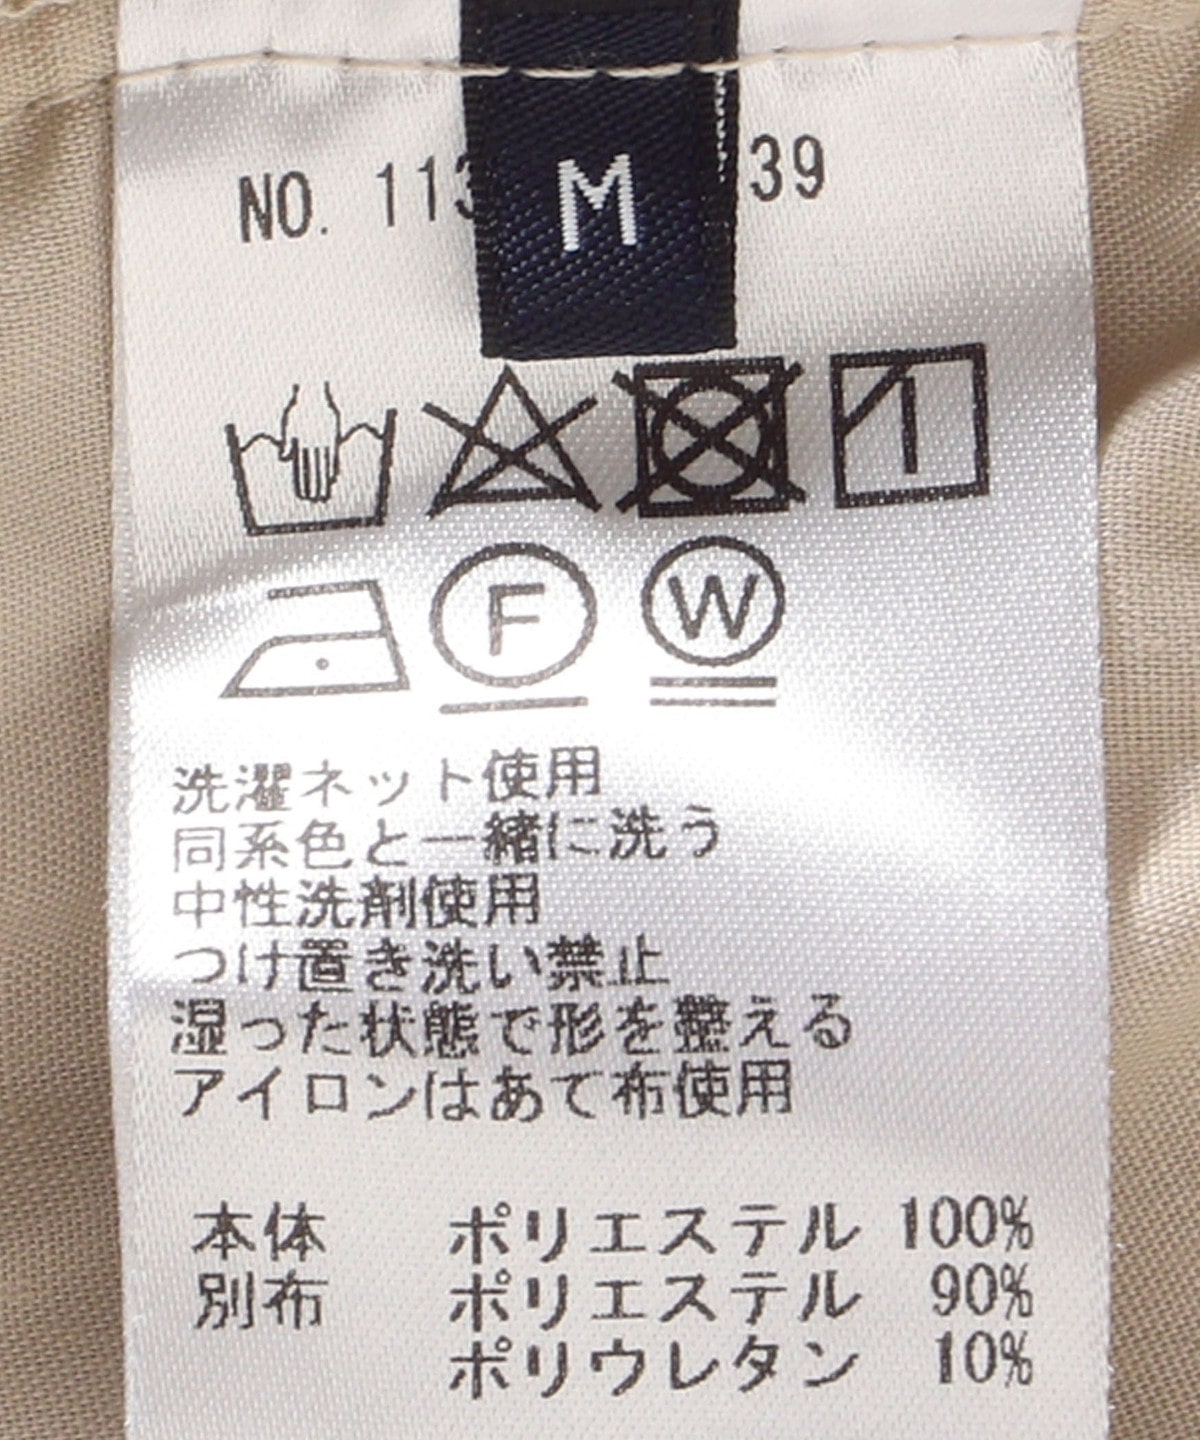 NO. 113 39
M
F
W
洗濯ネット使用
同系色と一緒に洗う
中性洗剤使用
つけ置き洗い禁止
湿った状態で形を整える
アイロンはあて布使用
本体 ポリエステル 100%
別布 ポリエステル 90%
ポリウレタン 10%